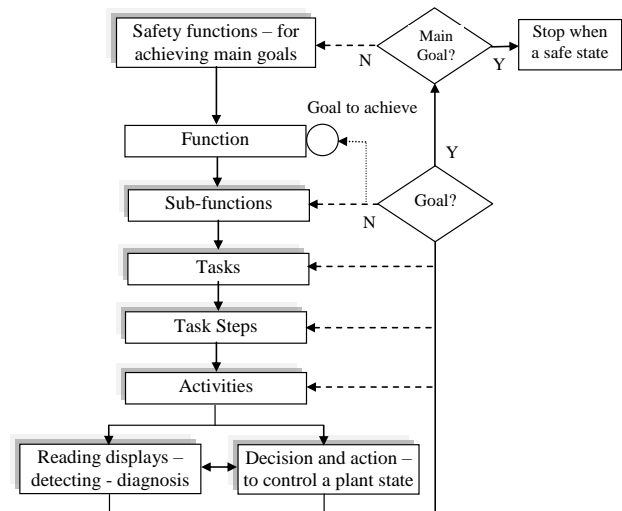 Safety functions – for
achieving main goals
Main
Goal?
Stop when
a safe state
N
Y
Goal to achieve
Function
Y
Sub-functions
Goal?
N
Tasks
Task Steps
Activities
Reading displays –
detecting - diagnosis
Decision and action –
to control a plant state